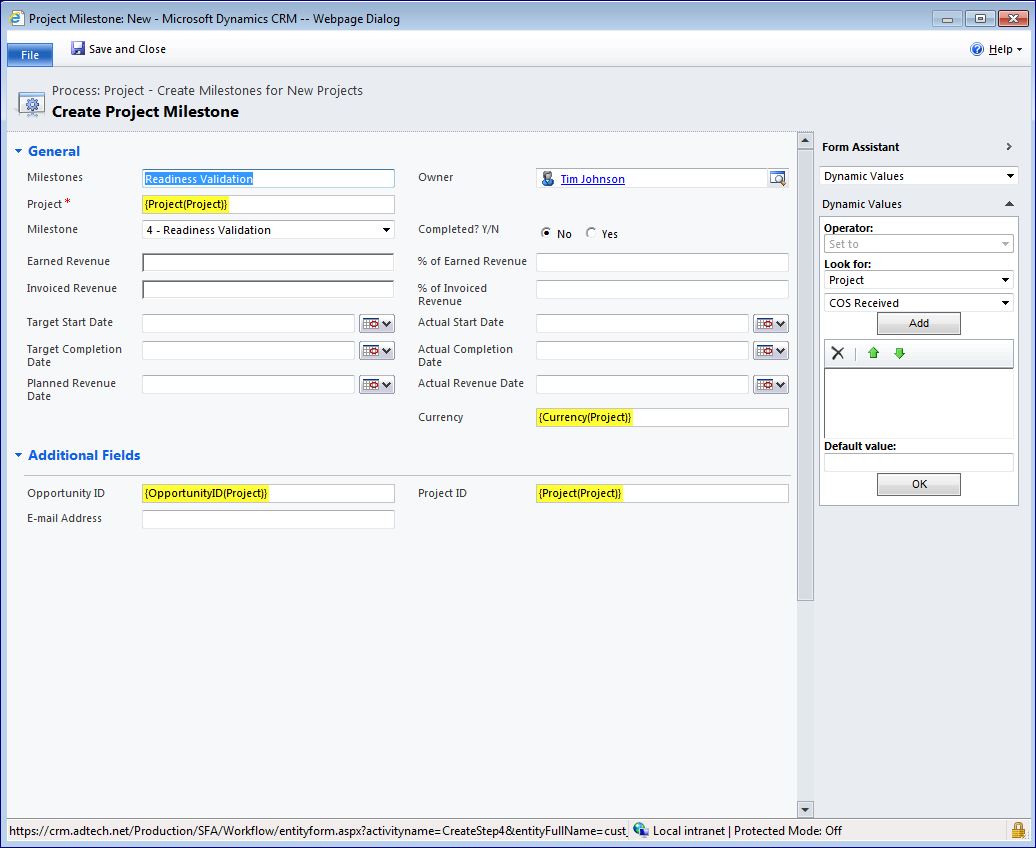 Project Milestone: New - Microsoft Dynamics CRM -- Webpage Dialog
File
Save and Close
Help
Process: Project - Create Milestones for New Projects
Create Project Milestone
General
Milestones
Readiness Validation
Owner
Tim Johnson
Project *
{Project(Project)}
Milestone
4 - Readiness Validation
Completed? Y/N
No
Yes
Earned Revenue
% of Earned Revenue
Invoiced Revenue
% of Invoiced
Revenue
Target Start Date
Actual Start Date
Target Completion
Date
Actual Completion
Date
Planned Revenue
Date
Actual Revenue Date
Currency
{Currency(Project)}
Additional Fields
Opportunity ID
{OpportunityID(Project)}
Project ID
{Project(Project)}
E-mail Address
Form Assistant
Dynamic Values
Dynamic Values
Operator:
Set to
Look for:
Project
COS Received
Add
Default value:
OK
https://crm.adtech.net/Production/SFA/Workflow/entityform.aspx?activityname=CreateStep4&entityFullName=cust_
Local intranet | Protected Mode: Off